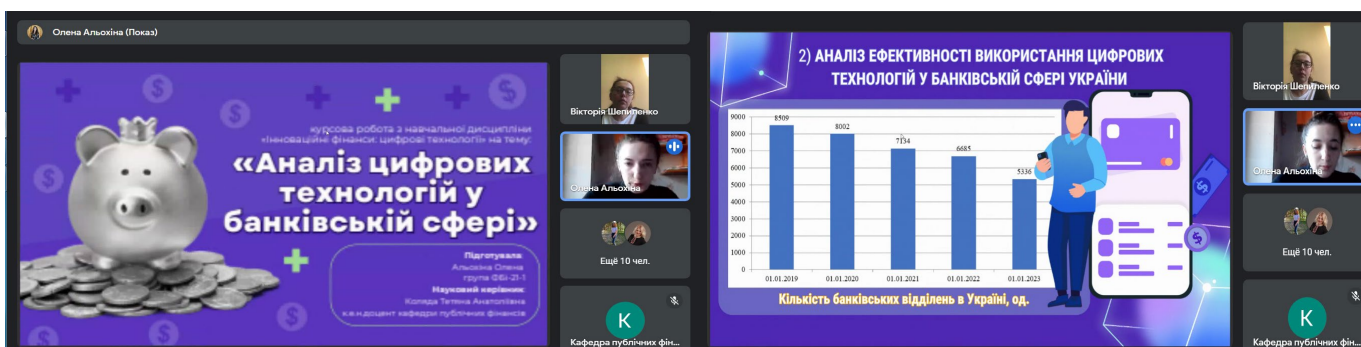 Олена Альохіна (Показ)
курсова робота з навчальної дисципліни
«Інноваційні фінанси: цифрові технології» на тему:
«Аналіз цифрових
технологій у
банківській сфері»
Підготувала:
Альохіна Олена
група ФБІ-21-1
Науковий керівник:
Коляда Тетяна Анатоліївна
к.е.н.доцент кафедри публічних фінансів
Вікторія Шепиленко
Олена Альохіна
Ещё 10 чел.
К
Кафедра публічних фін...
2) АНАЛІЗ ЕФЕКТИВНОСТІ ВИКОРИСТАННЯ ЦИФРОВИХ
ТЕХНОЛОГІЙ У БАНКІВСЬКІЙ СФЕРІ УКРАЇНИ
9000
8000
7000
6000
5000
4000
3000
2000
1000
0
8509
8002
7134
6685
5336
01.01.2019
01.01.2020
01.01.2021
01.01.2022
01.01.2023
Кількість банківських відділень в Україні, од.
Вікторія Шепиленко
Олена Альохіна
Ещё 10 чел.
К
Кафедра публічних фін...